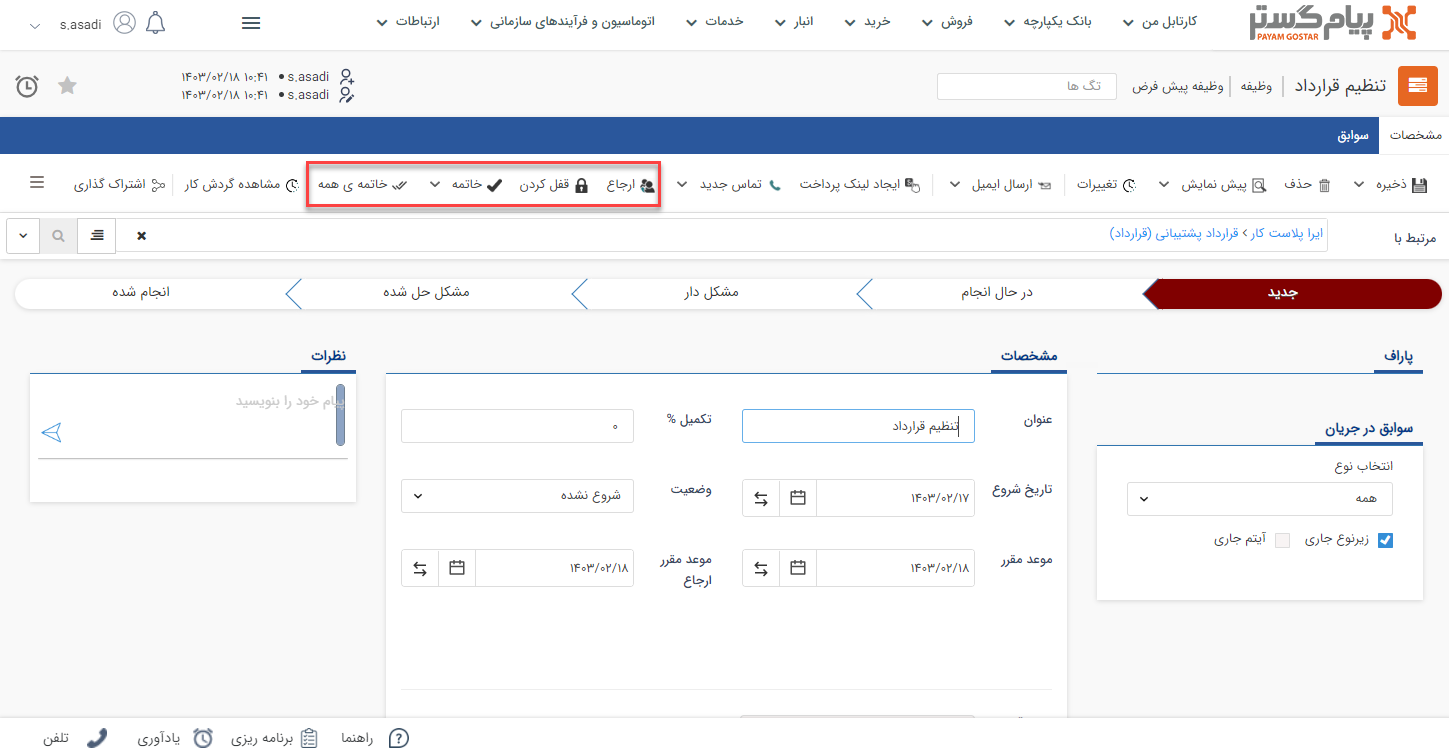 پیام‌گستر
PAYAM GOSTAR
کارتابل من
بانک یکپارچه
فروش
خرید
انبار
خدمات
اتوماسیون و فرآیندهای سازمانی
ارتباطات
s.asadi
تنظیم قرارداد | وظیفه | وظیفه پیش فرض
تگ ها
s.asadi ● ۱۰:۴۱ ۱۴۰۳/۰۲/۱۸
s.asadi ● ۱۰:۴۱ ۱۴۰۳/۰۲/۱۸
مشخصات
سوابق
ذخیره
حذف
پیش نمایش
تغییرات
ارسال ایمیل
ایجاد لینک پرداخت
تماس جدید
ارجاع
قفل کردن
خاتمه
خاتمه ی همه
مشاهده گردش کار
اشتراک گذاری
مرتبط با
ایرا پلاست کار > قرارداد پشتیبانی (قرارداد)
جدید
در حال انجام
مشکل دار
مشکل حل شده
انجام شده
پاراف
سوابق در جریان
انتخاب نوع
همه
زیرنوع جاری
آیتم جاری
مشخصات
عنوان
تنظیم قرارداد
تکمیل %
۰
تاریخ شروع
۱۴۰۳/۰۲/۱۷
وضعیت
شروع نشده
موعد مقرر
۱۴۰۳/۰۲/۱۸
موعد مقرر
ارجاع
۱۴۰۳/۰۲/۱۸
نظرات
پیام خود را بنویسید
راهنما
برنامه ریزی
یادآوری
تلفن